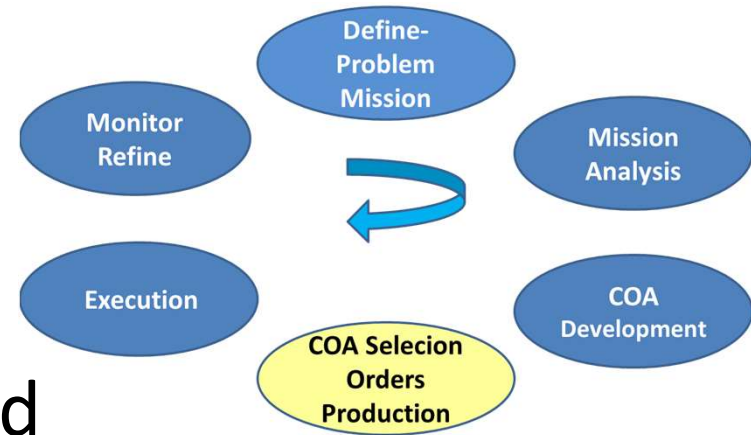 Define-
Problem
Mission
Monitor
Refine
Mission
Analysis
Execution
COA
Development
COA Selecion
Orders
Production
d